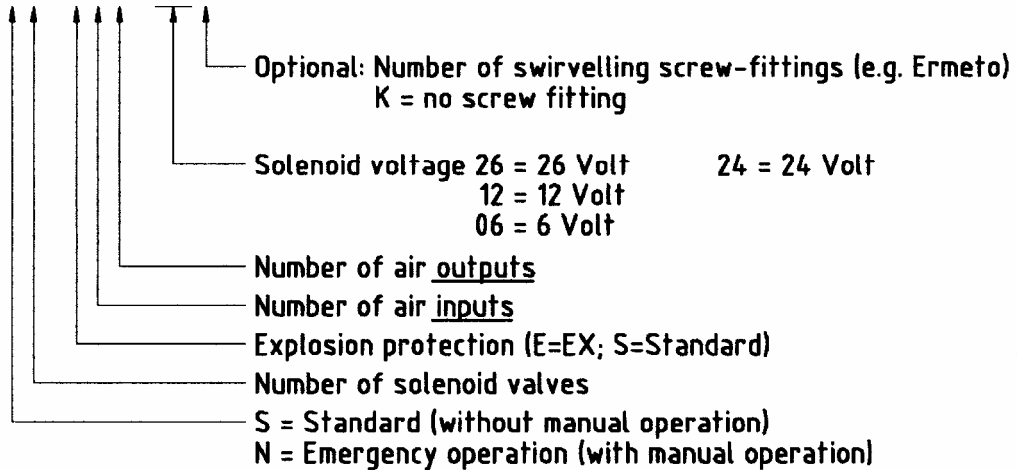 Optional: Number of swirvelling screw-fittings (e.g. Ermeto)
K = no screw fitting
Solenoid voltage 26 = 26 Volt 24 = 24 Volt
12 = 12 Volt
06 = 6 Volt
Number of air outputs
Number of air inputs
Explosion protection (E=EX; S=Standard)
Number of solenoid valves
S = Standard (without manual operation)
N = Emergency operation (with manual operation)